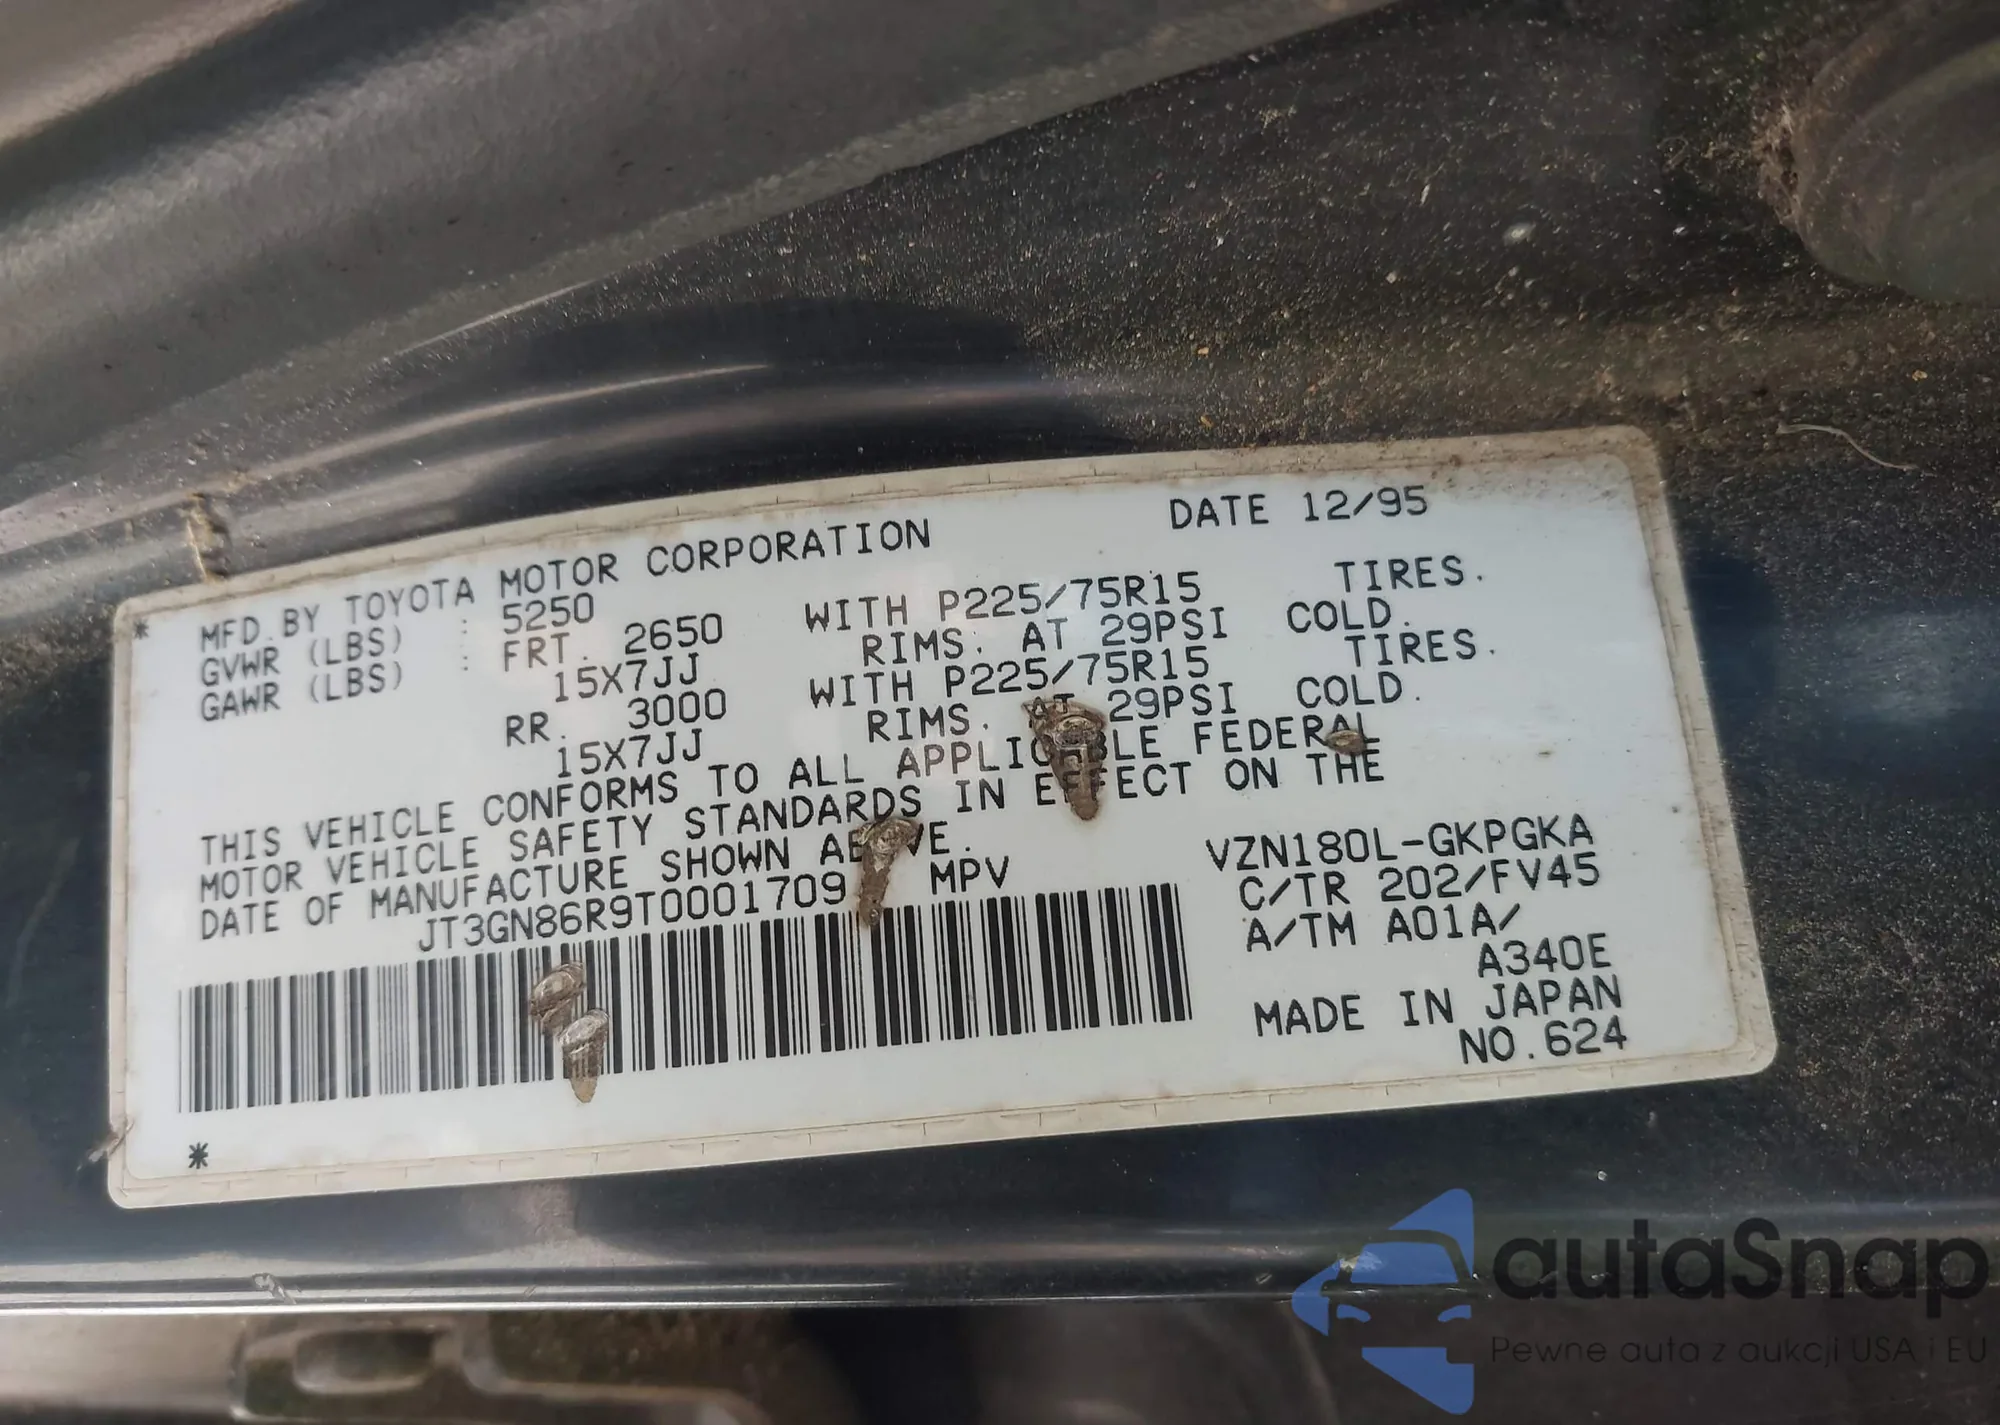 * MFD. BY TOYOTA MOTOR CORPORATION DATE 12/95
GVWR (LBS) : 5250
GAWR (LBS) : FRT. 2650 WITH P225/75R15 TIRES.
15X7JJ RIMS. AT 29PSI COLD.
RR. 3000 WITH P225/75R15 TIRES.
15X7JJ RIMS. AT 29PSI COLD.
THIS VEHICLE CONFORMS TO ALL APPLICABLE FEDERAL
MOTOR VEHICLE SAFETY STANDARDS IN EFFECT ON THE
DATE OF MANUFACTURE SHOWN ABOVE.
JT3GN86R9T0001709 MPV
VZN180L-GKPGKA
C/TR 202/FV45
A/TM A01A/
A340E
MADE IN JAPAN
NO.624
*
autaSnap
Pewne auta z aukcji USA i EU